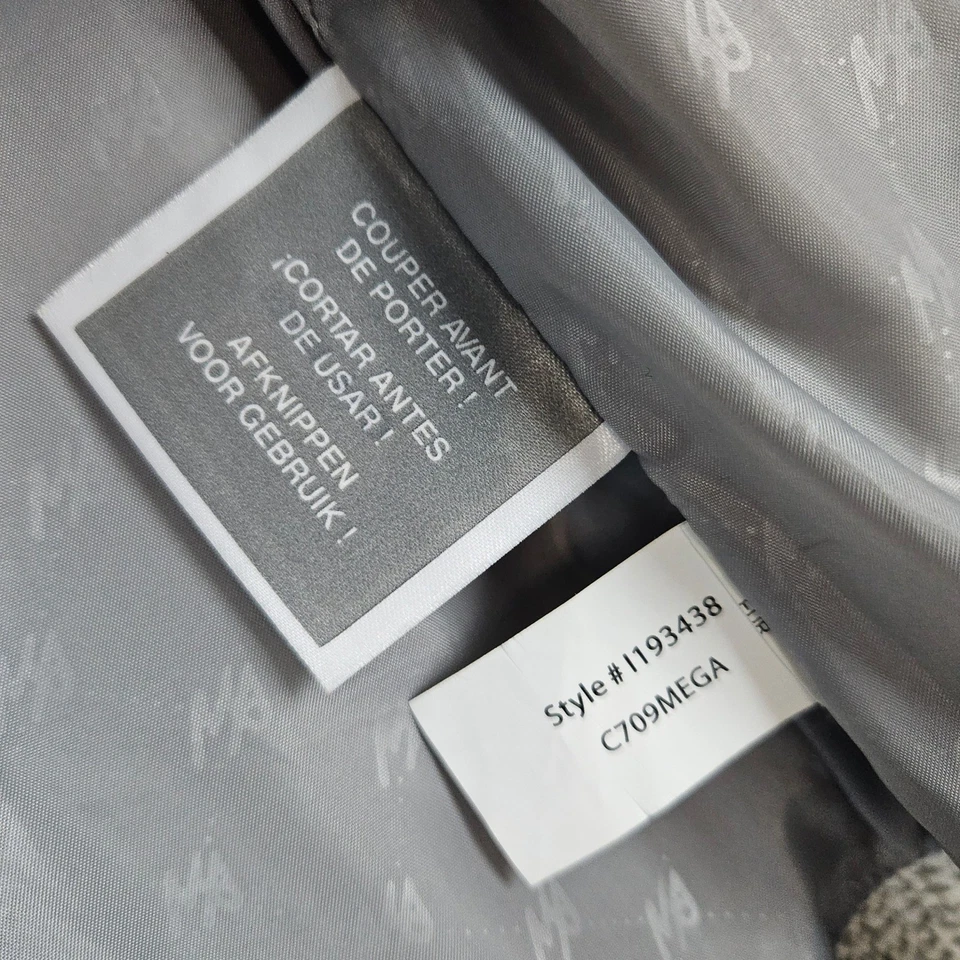 COUPER AVANT
DE PORTER !
¡CORTAR ANTES
DE USAR !
AFKNIPPEN
VOOR GEBRUIK !
Style # I193438
C709MEGA